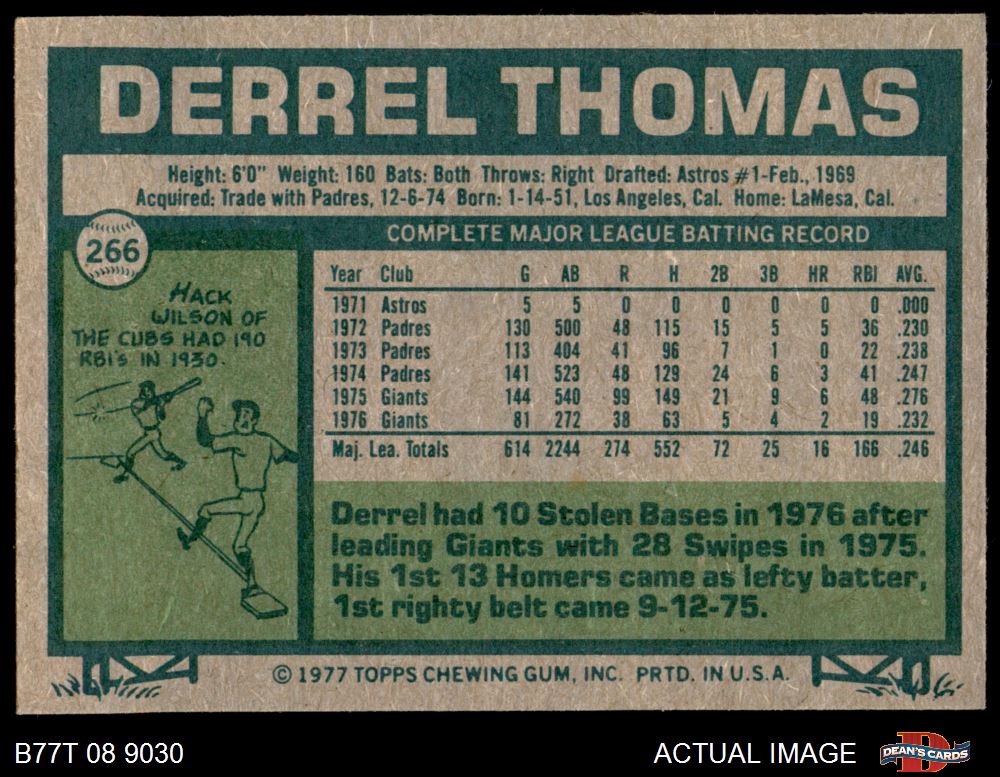 DERREL THOMAS
Height: 6'0" Weight: 160 Bats: Both Throws: Right Drafted: Astros #1-Feb., 1969
Acquired: Trade with Padres, 12-6-74 Born: 1-14-51, Los Angeles, Cal. Home: LaMesa, Cal.
266
HACK
WILSON OF
THE CUBS HAD 190
RBI'S IN 1930.
COMPLETE MAJOR LEAGUE BATTING RECORD
Year Club G AB R H 2B 3B HR RBI AVG.
1971 Astros 5 5 0 0 0 0 0 0 .000
1972 Padres 130 500 48 115 15 5 5 36 .230
1973 Padres 113 404 41 96 7 1 0 22 .238
1974 Padres 141 523 48 129 24 6 3 41 .247
1975 Giants 144 540 99 149 21 9 6 48 .276
1976 Giants 81 272 38 63 5 4 2 19 .232
Maj. Lea. Totals 614 2244 274 552 72 25 16 166 .246
Derrel had 10 Stolen Bases in 1976 after
leading Giants with 28 Swipes in 1975.
His 1st 13 Homers came as lefty batter,
1st righty belt came 9-12-75.
© 1977 TOPPS CHEWING GUM, INC. PRTD. IN U.S.A.
B77T 08 9030
ACTUAL IMAGE
DEAN'S CARDS